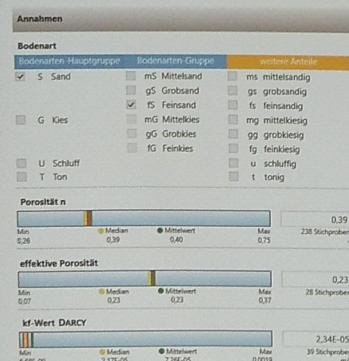 Annahmen
Bodenart
Bodenarten-Hauptgruppe Bodenarten-Gruppe weitere Anteile
S Sand mS Mittelsand ms mittelsandig
gS Grobsand gs grobsandig
fS Feinsand fs feinsandig
G Kies mG Mittelkies mg mittelkiesig
gG Grobkies gg grobkiesig
fG Feinkies fg feinkiesig
U Schluff u schluffig
T Ton t tonig
Porosität n
0,39
Min Median Mittelwert Max 238 Stichproben
0,26 0,39 0,40 0,75
effektive Porosität
0,23
Min Median Mittelwert Max 28 Stichproben
0,07 0,23 0,23 0,37
kf-Wert DARCY
2,34E-05
Min Median Mittelwert Max 39 Stichproben
0,0019